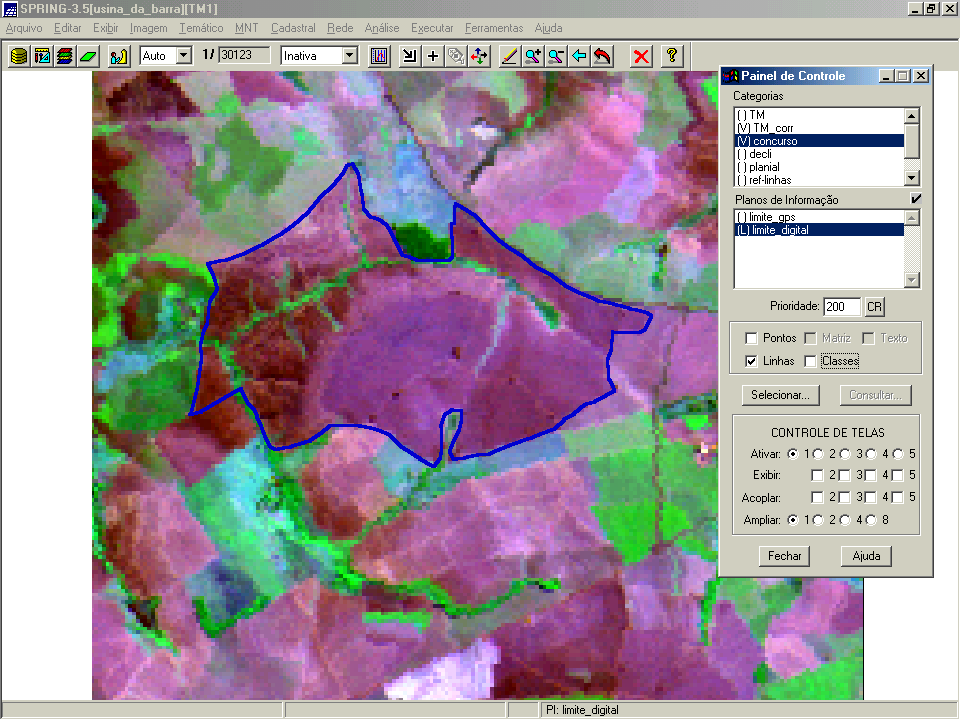 SPRING-3.5[usina_da_barra][TM1]
Arquivo Editar Exibir Imagem Temático MNT Cadastral Rede Análise Executar Ferramentas Ajuda
Auto 1/ 30123 Inativa
Painel de Controle
Categorias
( ) TM
(V) TM_corr
(V) concurso
( ) decli
( ) planial
( ) ref-linhas
Planos de Informação
( ) limite_gps
(L) limite_digital
Prioridade: 200 CR
Pontos Matriz Texto
Linhas Classes
Selecionar... Consultar...
CONTROLE DE TELAS
Ativar: 1 2 3 4 5
Exibir: 2 3 4 5
Acoplar: 2 3 4 5
Ampliar: 1 2 4 8
Fechar Ajuda
PI: limite_digital